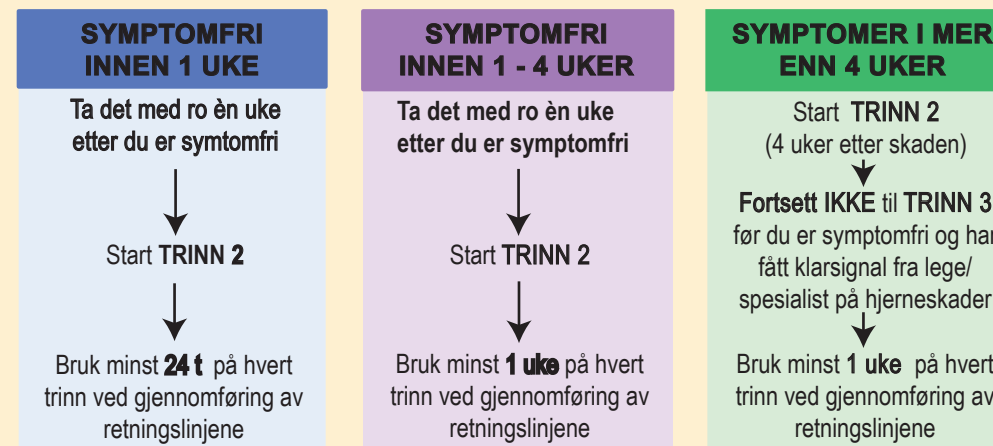 SYMPTOMFRI
INNEN 1 UKE
Ta det med ro èn uke
etter du er symtomfri
Start TRINN 2
Bruk minst 24 t på hvert
trinn ved gjennomføring av
retningslinjene
SYMPTOMFRI
INNEN 1 - 4 UKER
Ta det med ro èn uke
etter du er symptomfri
Start TRINN 2
Bruk minst 1 uke på hvert
trinn ved gjennomføring av
retningslinjene
SYMPTOMER I MER
ENN 4 UKER
Start TRINN 2
(4 uker etter skaden)
Fortsett IKKE til TRINN 3
før du er symptomfri og har
fått klarsignal fra lege/
spesialist på hjerneskader
Bruk minst 1 uke på hvert
trinn ved gjennomføring av
retningslinjene